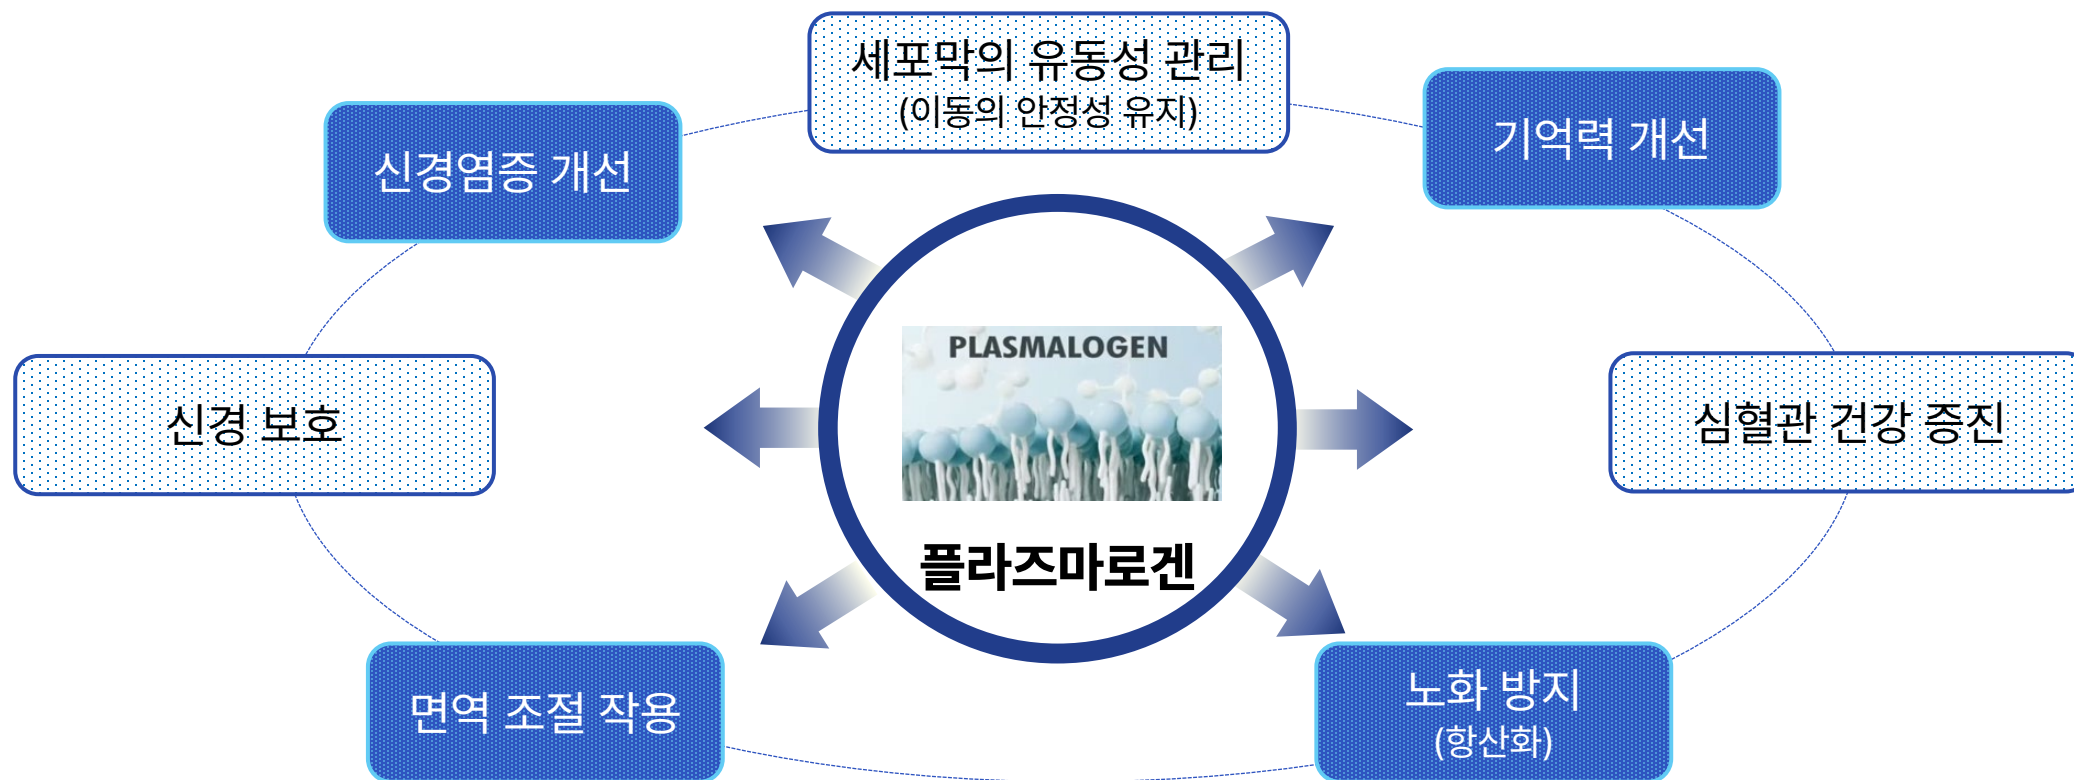 세포막의 유동성 관리
(이동의 안정성 유지)
기억력 개선
신경염증 개선
PLASMALOGEN
신경 보호
심혈관 건강 증진
플라즈마로겐
면역 조절 작용
노화 방지
(항산화)